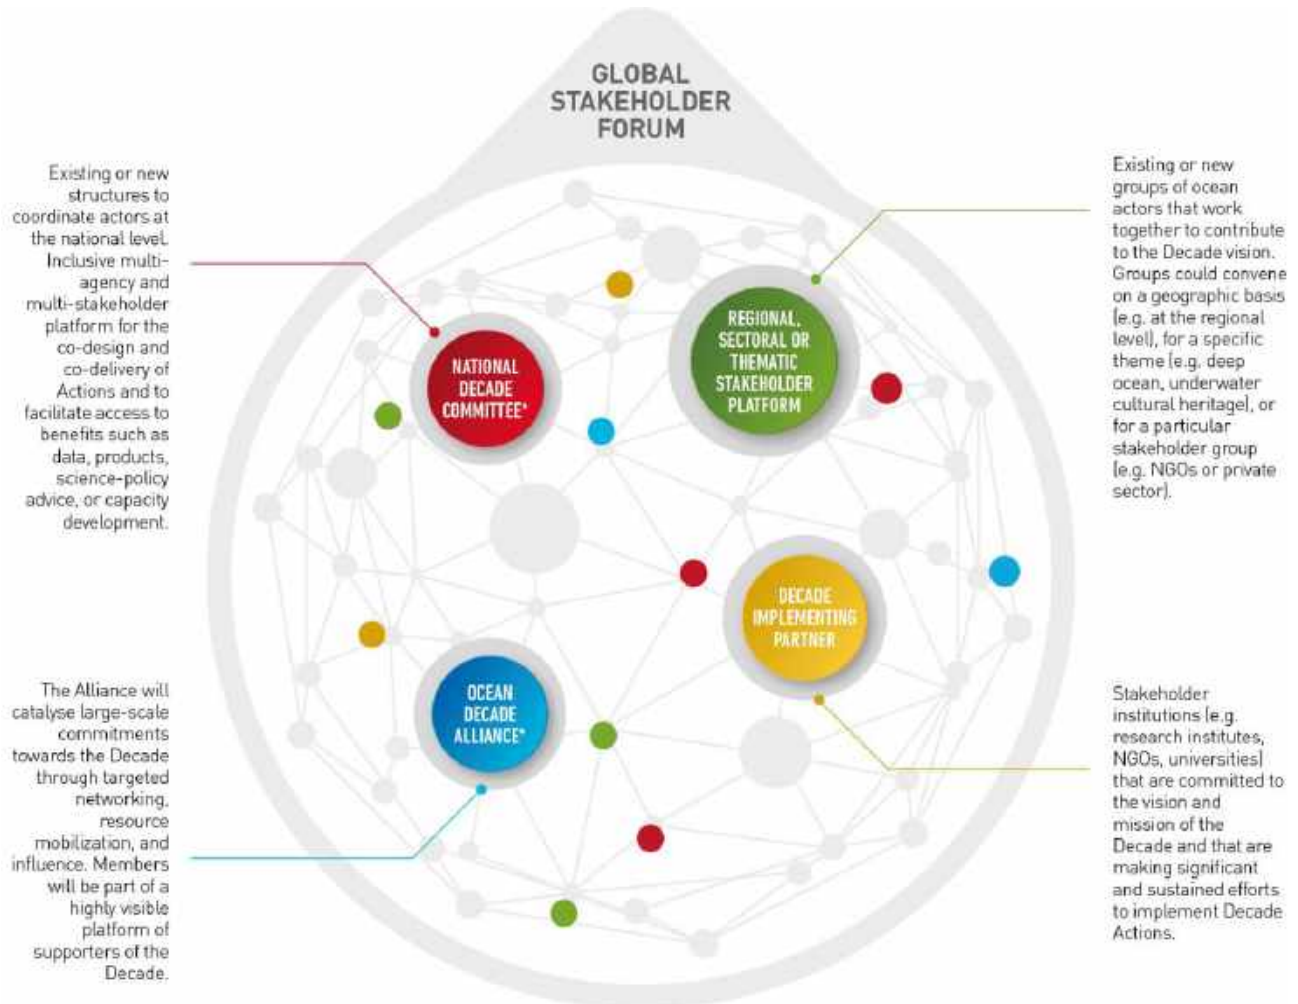 GLOBAL
STAKEHOLDER
FORUM
Existing or new
structures to
coordinate actors at
the national level.
Inclusive multi-
agency and
multi-stakeholder
platform for the
co-design and
co-delivery of
Actions and to
facilitate access to
benefits such as
data, products,
science-policy
advice, or capacity
development.
NATIONAL
DECADE
COMMITTEE*
REGIONAL,
SECTORAL OR
THEMATIC
STAKEHOLDER
PLATFORM
Existing or new
groups of ocean
actors that work
together to contribute
to the Decade vision.
Groups could convene
on a geographic basis
(e.g. at the regional
level), for a specific
theme (e.g. deep
ocean, underwater
cultural heritage), or
for a particular
stakeholder group
(e.g. NGOs or private
sector).
The Alliance will
catalyse large-scale
commitments
towards the Decade
through targeted
networking,
resource
mobilization, and
influence. Members
will be part of a
highly visible
platform of
supporters of the
Decade.
OCEAN
DECADE
ALLIANCE*
DECADE
IMPLEMENTING
PARTNER
Stakeholder
institutions (e.g.
research institutes,
NGOs, universities)
that are committed to
the vision and
mission of the
Decade and that are
making significant
and sustained efforts
to implement Decade
Actions.